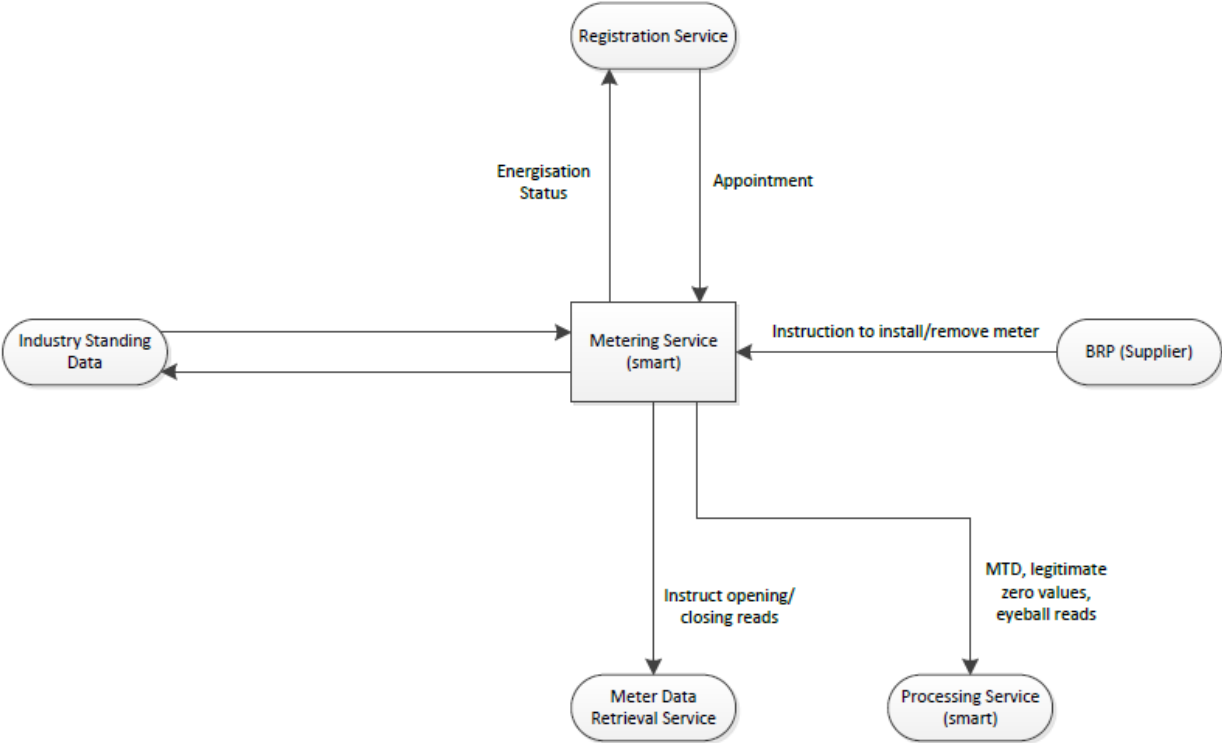 Registration Service
Energisation
Status
Appointment
Industry Standing
Data
Metering Service
(smart)
Instruction to install/remove meter
BRP (Supplier)
Instruct opening/
closing reads
MTD, legitimate
zero values,
eyeball reads
Meter Data
Retrieval Service
Processing Service
(smart)